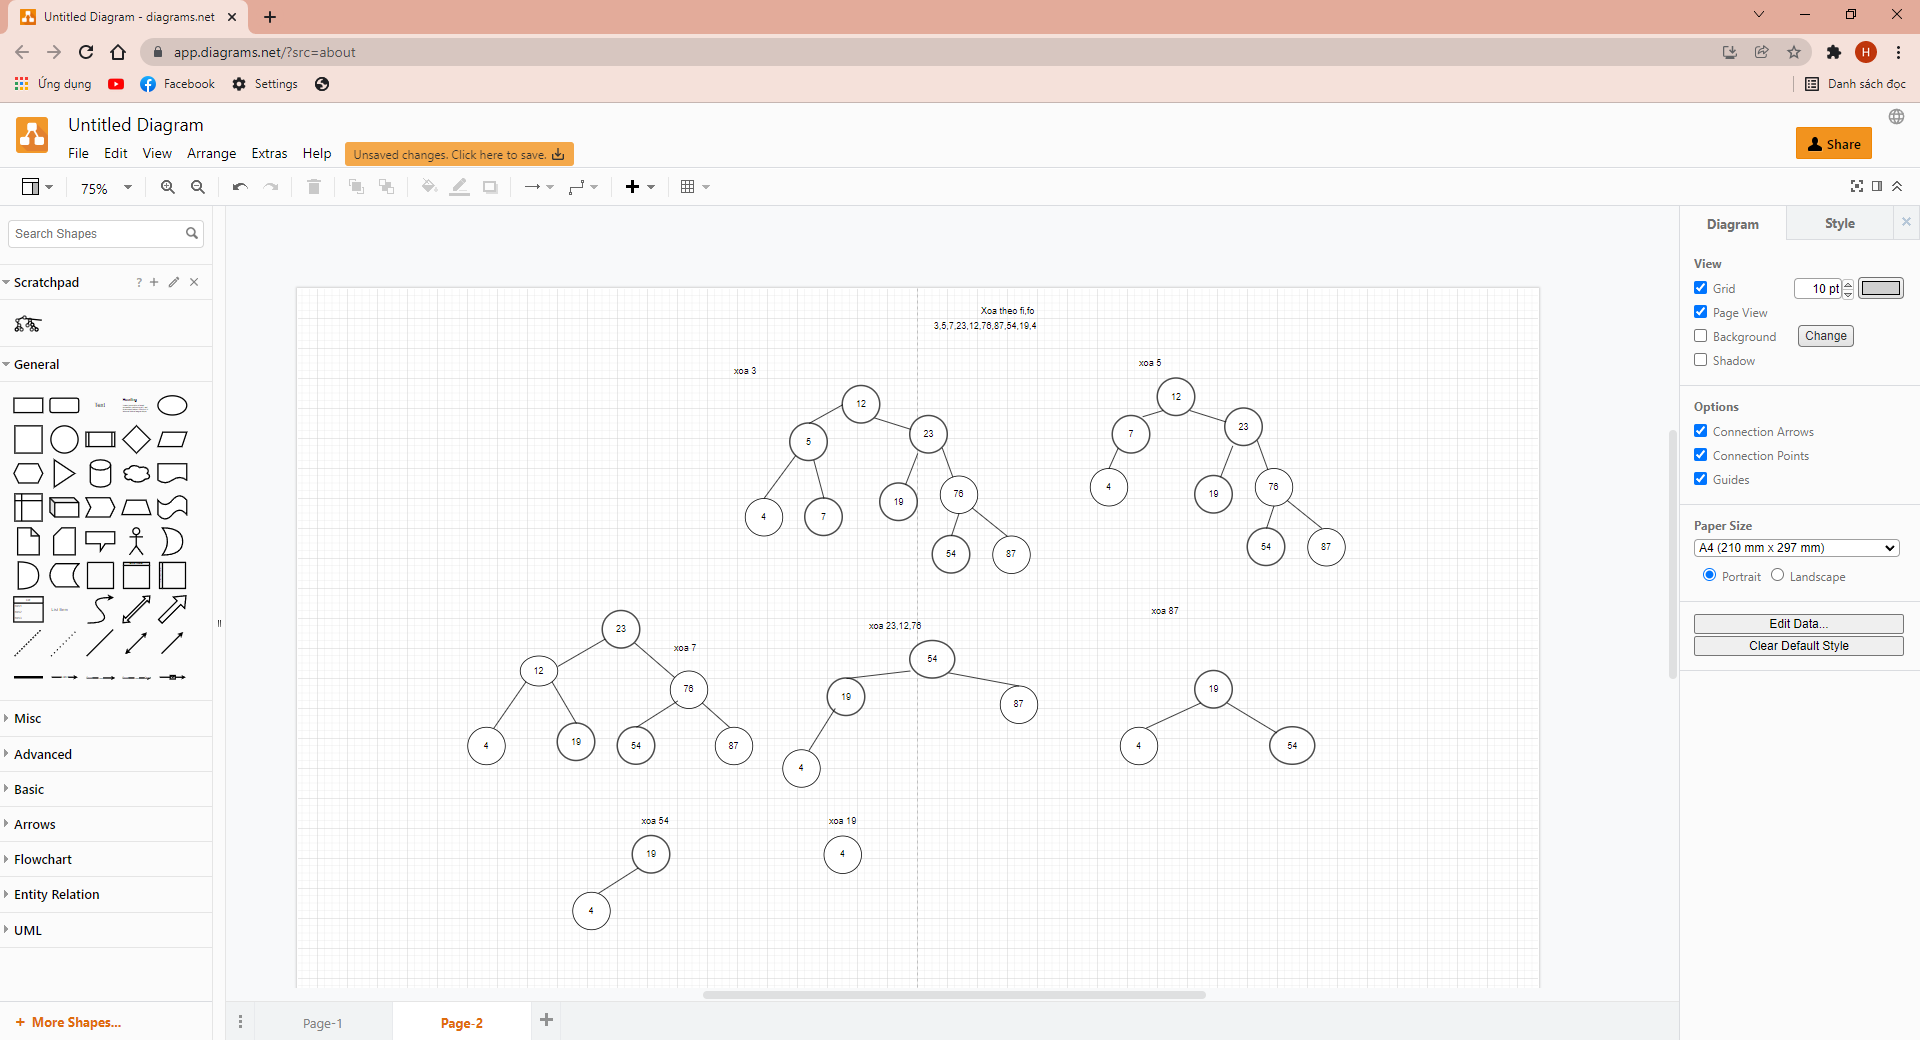 Untitled Diagram - diagrams.net
app.diagrams.net/?src=about
H
Ứng dụng
Facebook
Settings
Danh sách đọc
Untitled Diagram
File Edit View Arrange Extras Help
Unsaved changes. Click here to save.
Share
75%
Search Shapes
Scratchpad
?
General
Text
Heading
List Item
Misc
Advanced
Basic
Arrows
Flowchart
Entity Relation
UML
+ More Shapes...
Xoa theo fi,fo
3,5,7,23,12,76,87,54,19,4
xoa 3
12
5
23
4
7
19
76
54
87
xoa 5
12
7
23
4
19
76
54
87
xoa 7
23
12
76
4
19
54
87
xoa 23,12,76
54
19
87
4
xoa 87
19
4
54
xoa 54
19
4
xoa 19
4
Page-1
Page-2
Diagram
Style
View
Grid
10 pt
Page View
Background
Change
Shadow
Options
Connection Arrows
Connection Points
Guides
Paper Size
A4 (210 mm x 297 mm)
Portrait
Landscape
Edit Data...
Clear Default Style